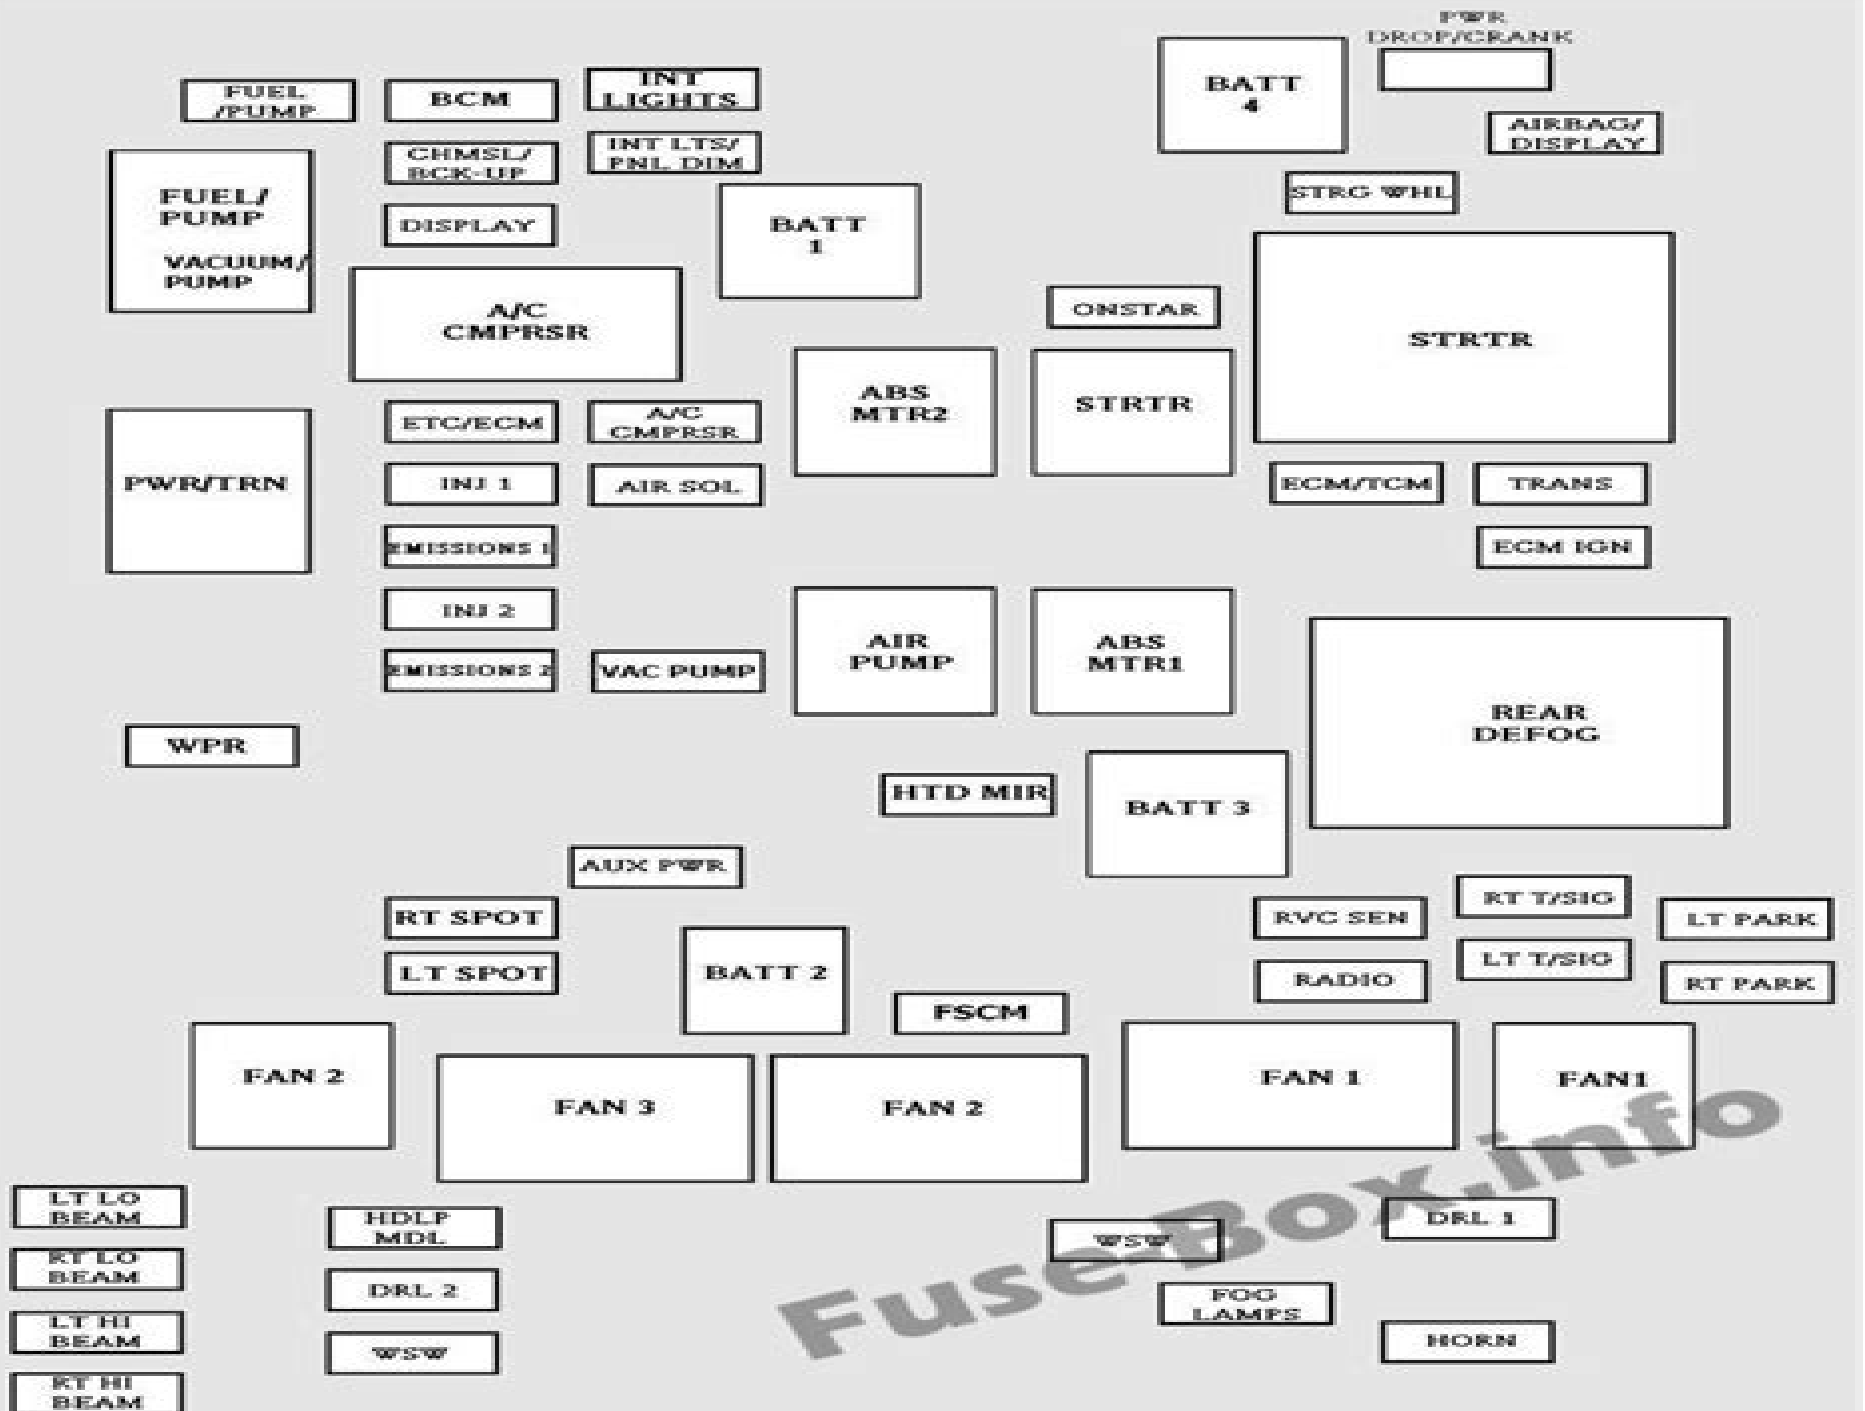 PWR
DROP/CRANK
FUEL
/PUMP
BCM
INT
LIGHTS
BATT
4
AIRBAG/
DISPLAY
CHMSL/
BCK-UP
INT LTS/
PNL DIM
STRG WHL
FUEL/
PUMP
VACUUM/
PUMP
DISPLAY
BATT
1
A/C
CMPRSR
ONSTAR
STRTR
ABS
MTR2
STRTR
ETC/ECM
A/C
CMPRSR
PWR/TRN
INJ 1
AIR SOL
ECM/TCM
TRANS
EMISSIONS 1
ECM IGN
INJ 2
AIR
PUMP
ABS
MTR1
EMISSIONS 2
VAC PUMP
REAR
DEFOG
WPR
HTD MIR
BATT 3
AUX PWR
RT SPOT
RVC SEN
RT T/SIG
LT PARK
LT SPOT
BATT 2
RADIO
LT T/SIG
RT PARK
FSCM
FAN 2
FAN 3
FAN 2
FAN 1
FAN1
LT LO
BEAM
HDLP
MDL
WSW
DRL 1
RT LO
BEAM
DRL 2
FOG
LAMPS
LT HI
BEAM
WSW
HORN
RT HI
BEAM
Fuse-Box.info